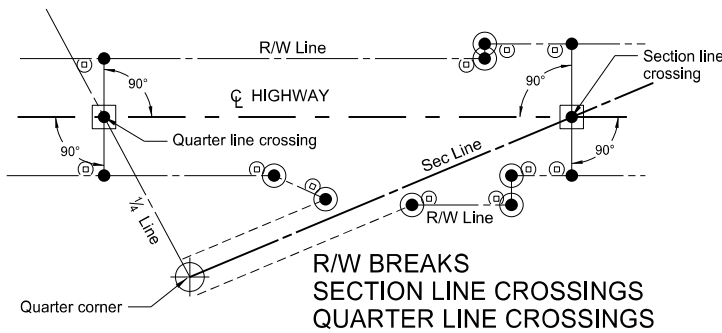 R/W Line
90°
90°
Section line
crossing
℄ HIGHWAY
Quarter line crossing
90°
90°
Sec Line
¼ Line
R/W Line
Quarter corner
R/W BREAKS
SECTION LINE CROSSINGS
QUARTER LINE CROSSINGS